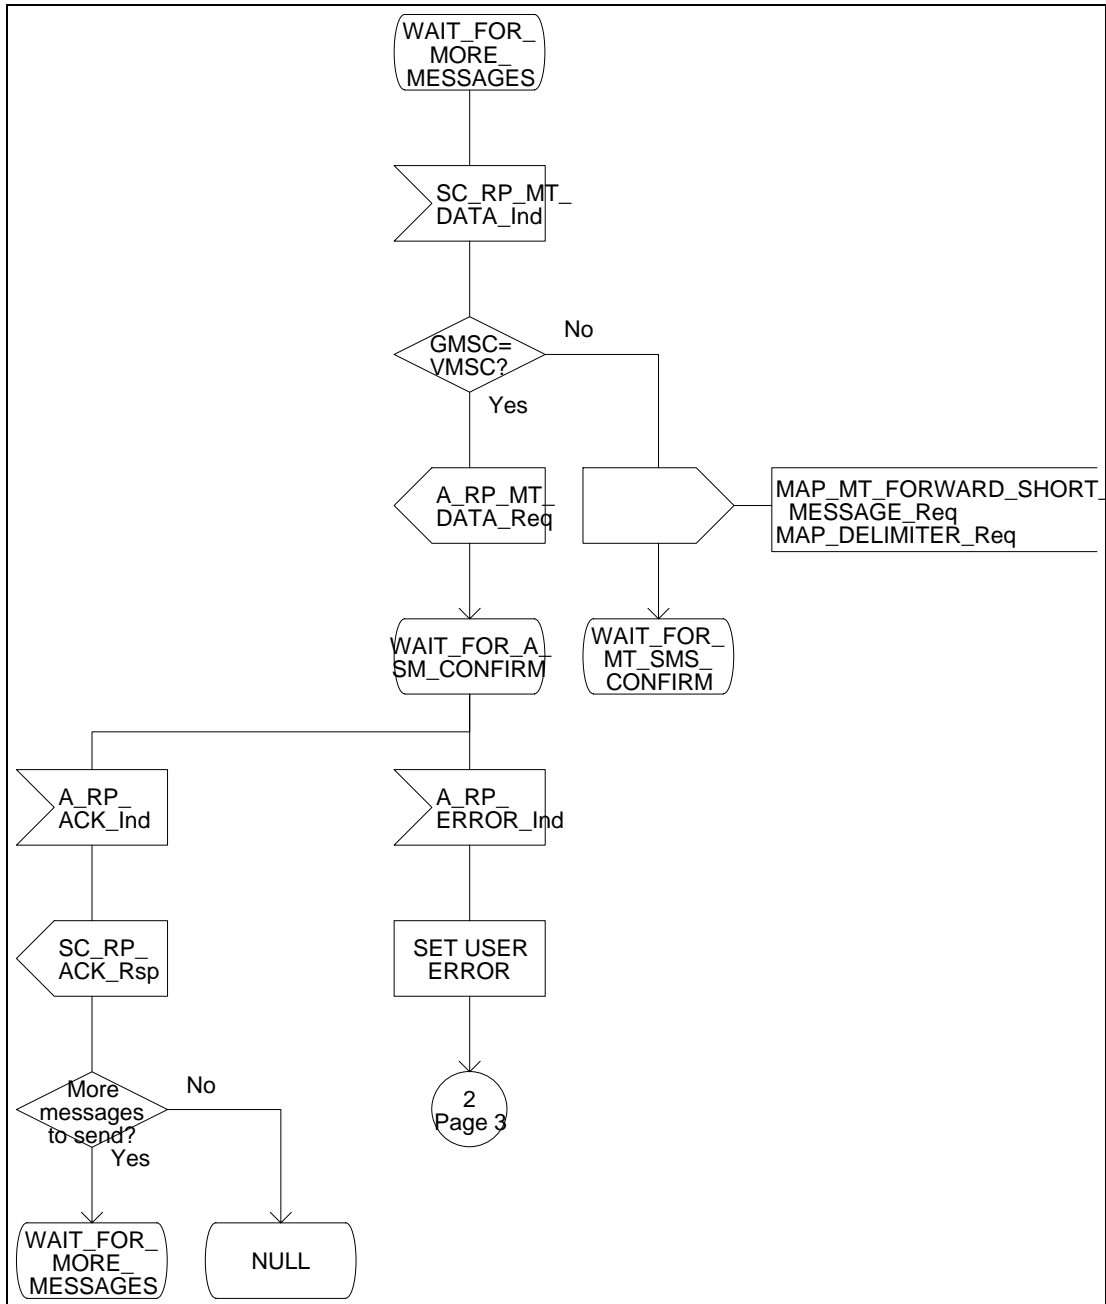 WAIT_FOR_
MORE_
MESSAGES
SC_RP_MT_
DATA_Ind
GMSC=
VMSC?
No
Yes
A_RP_MT_
DATA_Req
MAP_MT_FORWARD_SHORT_
MESSAGE_Req
MAP_DELIMITER_Req
WAIT_FOR_A_
SM_CONFIRM
WAIT_FOR_
MT_SMS_
CONFIRM
A_RP_
ACK_Ind
A_RP_
ERROR_Ind
SC_RP_
ACK_Rsp
SET USER
ERROR
More
messages
to send?
No
Yes
2
Page 3
WAIT_FOR_
MORE_
MESSAGES
NULL